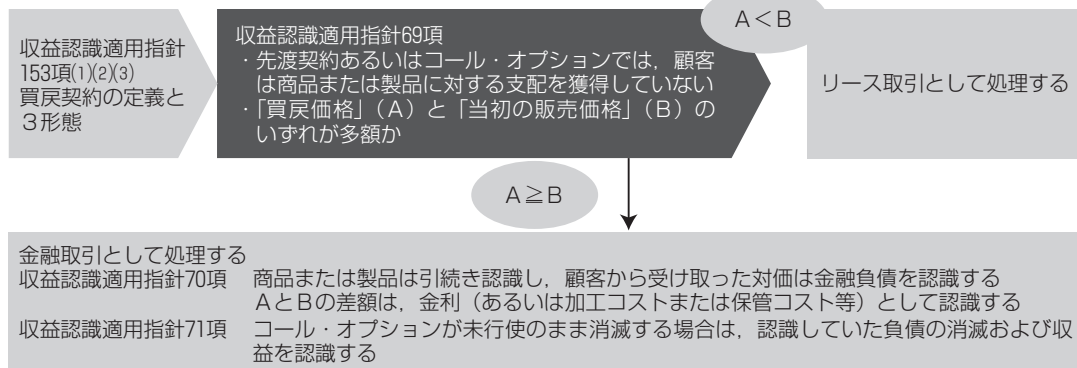 収益認識適用指針
153項(1)(2)(3)
買戻契約の定義と
3形態
収益認識適用指針69項
・先渡契約あるいはコール・オプションでは,顧客
は商品または製品に対する支配を獲得していない
・「買戻価格」(A)と「当初の販売価格」(B)の
いずれが多額か
A<B
リース取引として処理する
A≧B
金融取引として処理する
収益認識適用指針70項 商品または製品は引続き認識し,顧客から受け取った対価は金融負債を認識する
AとBの差額は,金利(あるいは加工コストまたは保管コスト等)として認識する
収益認識適用指針71項 コール・オプションが未行使のまま消滅する場合は,認識していた負債の消滅および収
益を認識する